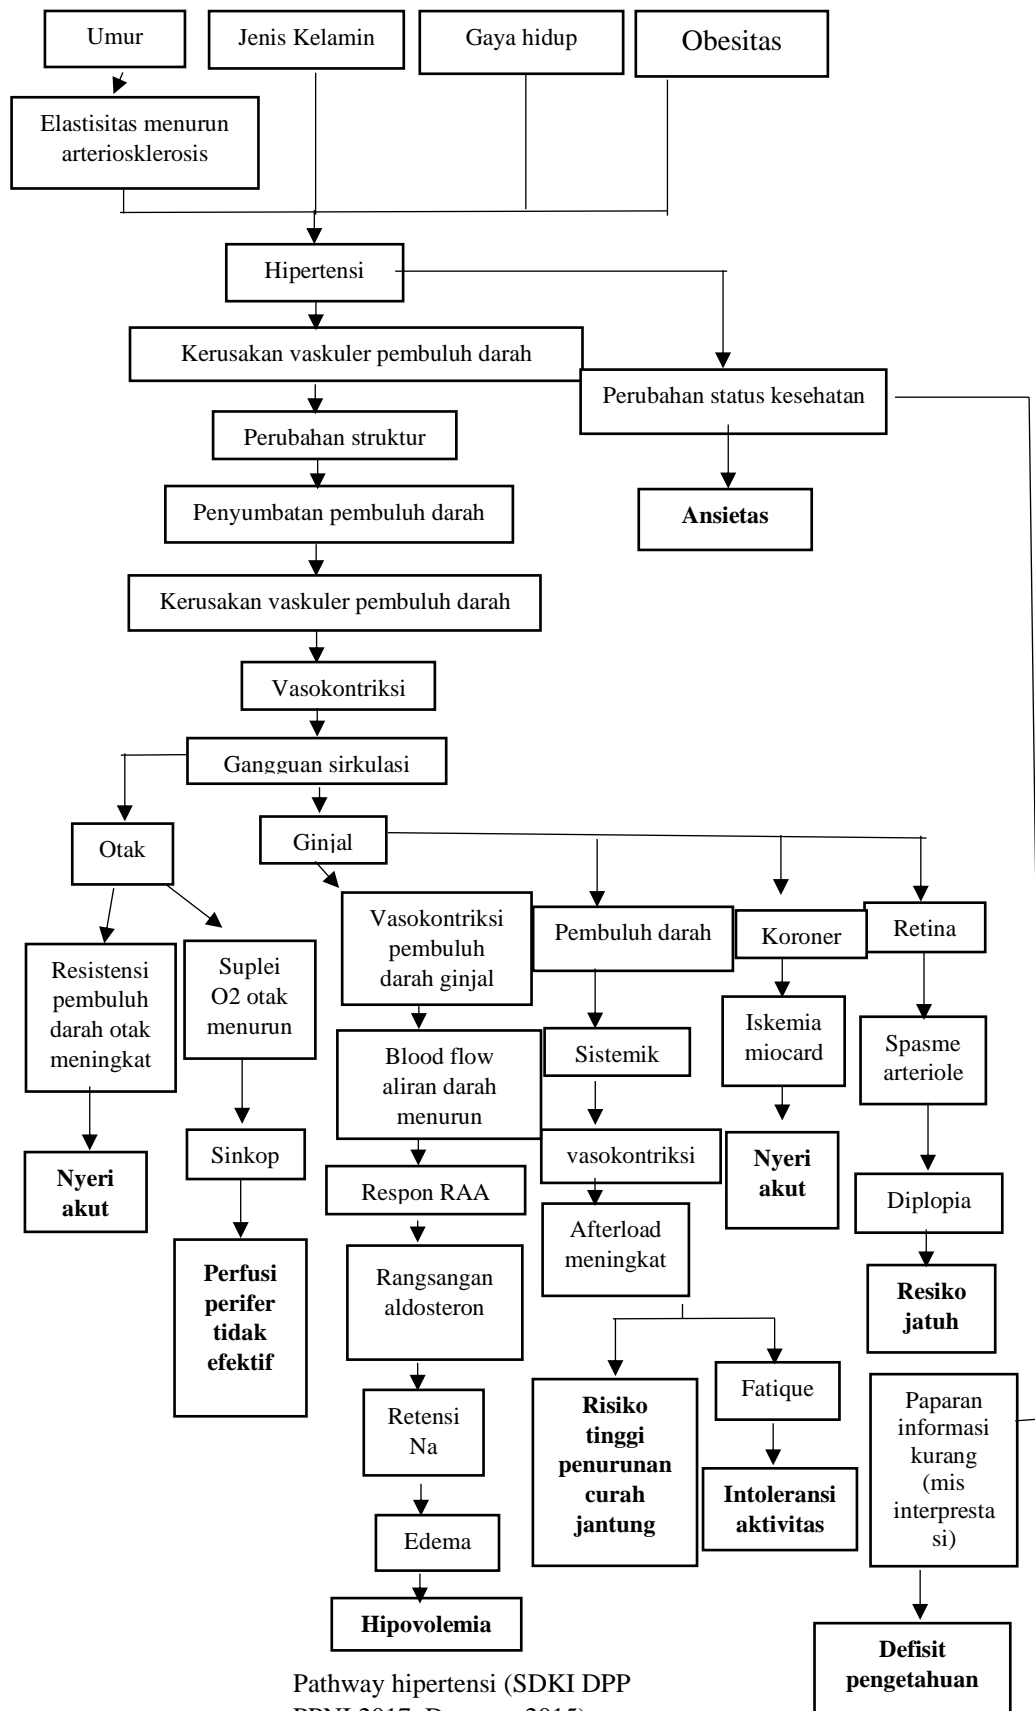 Umur
Jenis Kelamin
Gaya hidup
Obesitas
Elastisitas menurun
arteriosklerosis
Hipertensi
Kerusakan vaskuler pembuluh darah
Perubahan status kesehatan
Perubahan struktur
Penyumbatan pembuluh darah
Ansietas
Kerusakan vaskuler pembuluh darah
Vasokontriksi
Gangguan sirkulasi
Otak
Ginjal
Vasokontriksi
pembuluh
darah ginjal
Pembuluh darah
Koroner
Retina
Resistensi
pembuluh
darah otak
meningkat
Suplei
O2 otak
menurun
Blood flow
aliran darah
menurun
Sistemik
Iskemia
miocard
Spasme
arteriole
Nyeri
akut
Sinkop
Respon RAA
vasokontriksi
Nyeri
akut
Diplopia
Perfusi
perifer
tidak
efektif
Rangsangan
aldosteron
Afterload
meningkat
Resiko
jatuh
Retensi
Na
Risiko
tinggi
penurunan
curah
jantung
Fatique
Paparan
informasi
kurang
(mis
interpresta
si)
Intoleransi
aktivitas
Edema
Hipovolemia
Defisit
pengetahuan
Pathway hipertensi (SDKI DPP
2015)